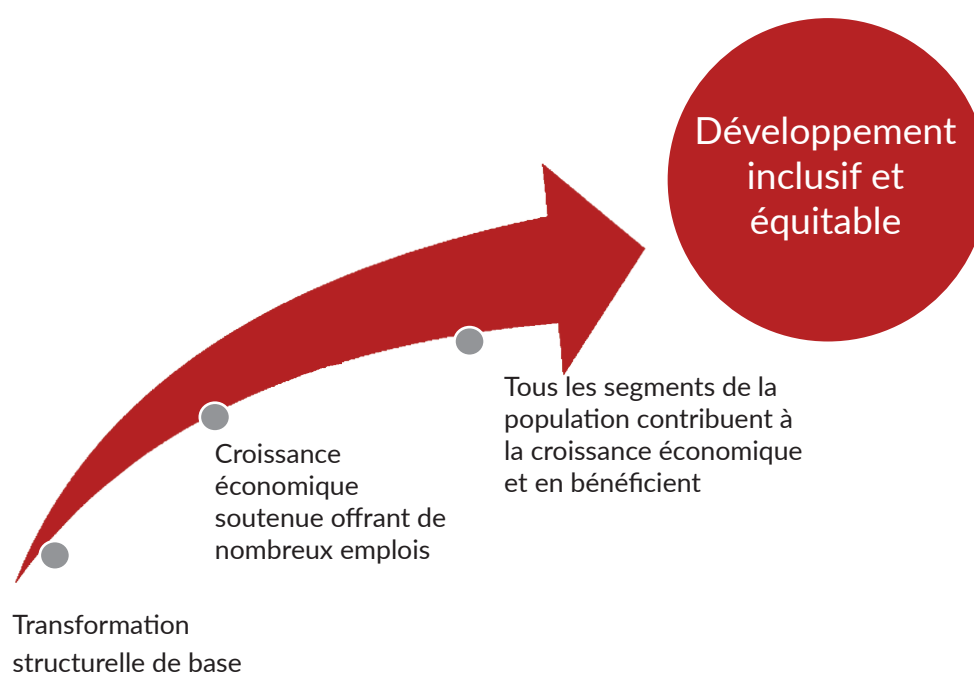 Développement
inclusif et
équitable
Tous les segments de la
population contribuent à
la croissance économique
et en bénéficient
Croissance
économique
soutenue offrant de
nombreux emplois
Transformation
structurelle de base